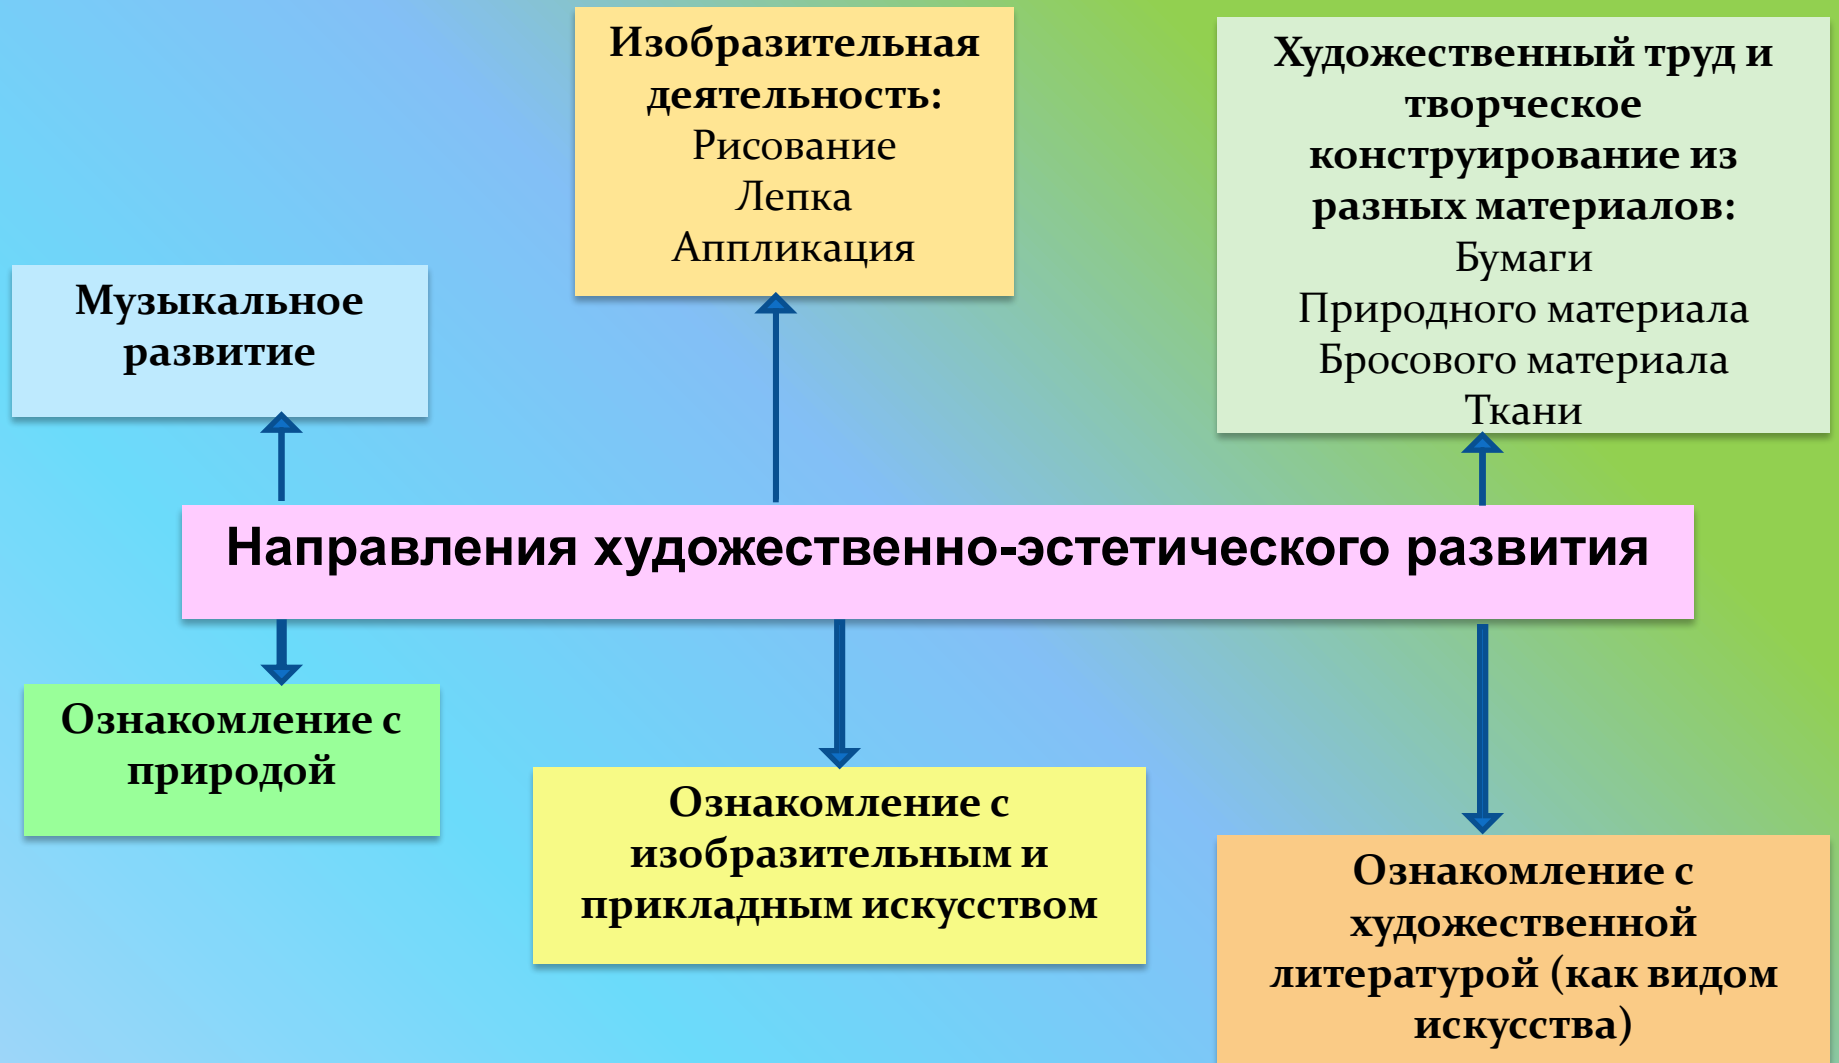 Изобразительная
деятельность:
Рисование
Лепка
Аппликация
Художественный труд и
творческое
конструирование из
разных материалов:
Бумаги
Природного материала
Бросового материала
Ткани
Музыкальное
развитие
Направления художественно-эстетического развития
Ознакомление с
природой
Ознакомление с
изобразительным и
прикладным искусством
Ознакомление с
художественной
литературой (как видом
искусства)